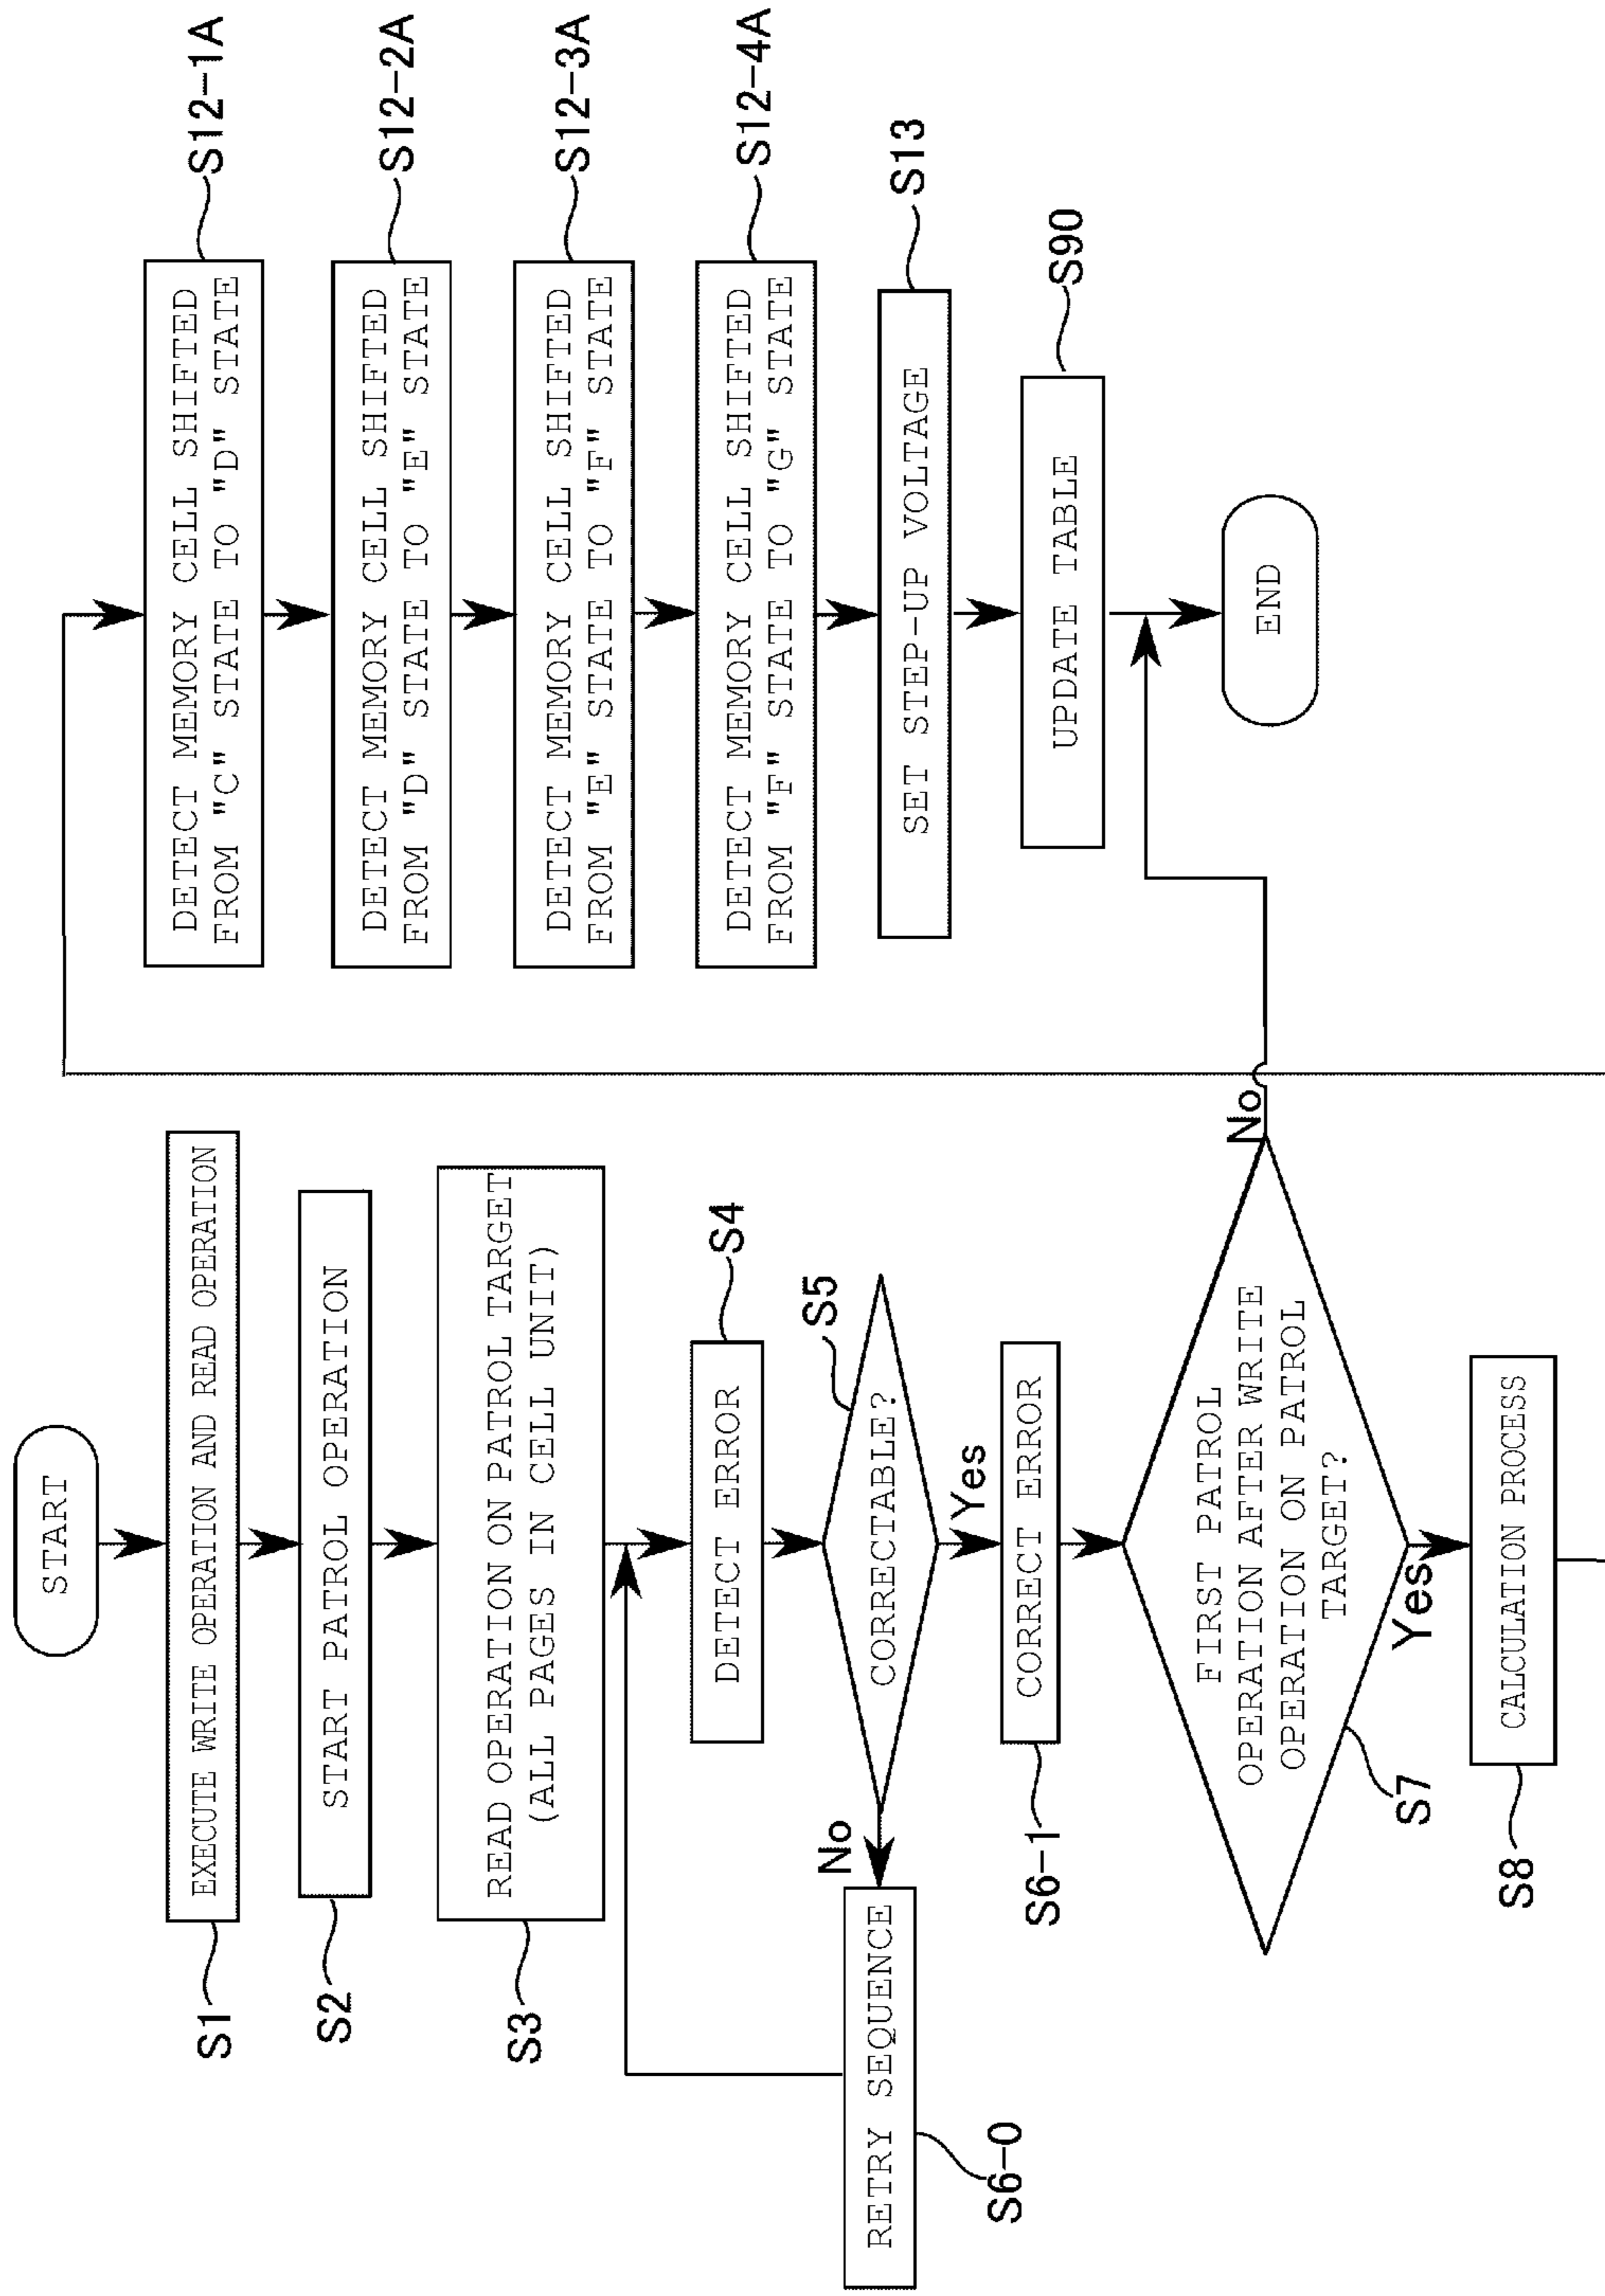 START
EXECUTE WRITE OPERATION AND READ OPERATION
S1
START PATROL OPERATION
S2
READ OPERATION ON PATROL TARGET
(ALL PAGES IN CELL UNIT)
S3
DETECT ERROR
S4
CORRECTABLE?
S5
No
Yes
RETRY SEQUENCE
S6-0
CORRECT ERROR
S6-1
FIRST PATROL
OPERATION AFTER WRITE
OPERATION ON PATROL
TARGET?
S7
No
Yes
CALCULATION PROCESS
S8
DETECT MEMORY CELL SHIFTED
FROM "C" STATE TO "D" STATE
S12-1A
DETECT MEMORY CELL SHIFTED
FROM "D" STATE TO "E" STATE
S12-2A
DETECT MEMORY CELL SHIFTED
FROM "E" STATE TO "F" STATE
S12-3A
DETECT MEMORY CELL SHIFTED
FROM "F" STATE TO "G" STATE
S12-4A
SET STEP-UP VOLTAGE
S13
UPDATE TABLE
S90
END